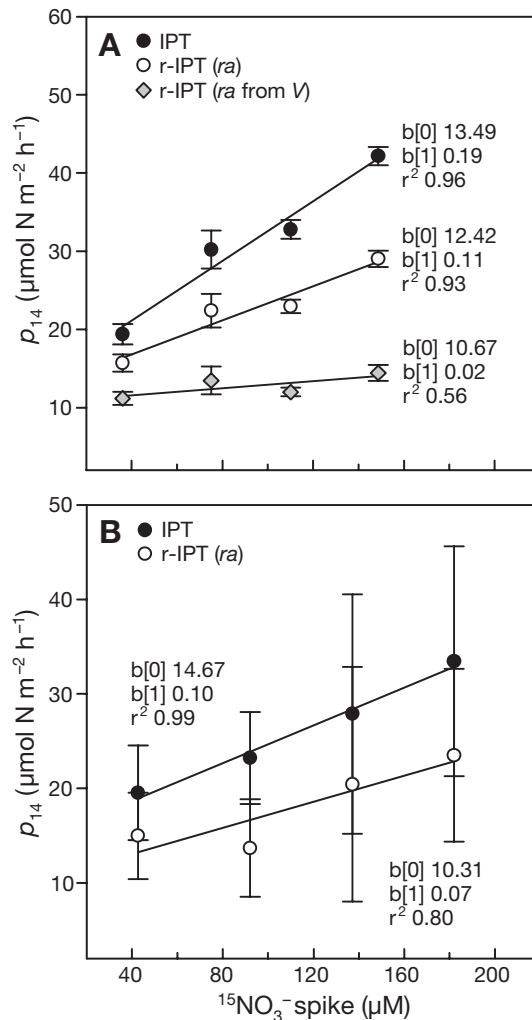 A
IPT
r-IPT (ra)
r-IPT (ra from V)
60
50
40
30
20
10
p₁₄ (µmol N m⁻² h⁻¹)
b[0] 13.49
b[1] 0.19
r² 0.96
b[0] 12.42
b[1] 0.11
r² 0.93
b[0] 10.67
b[1] 0.02
r² 0.56
B
IPT
r-IPT (ra)
50
40
30
20
10
p₁₄ (µmol N m⁻² h⁻¹)
b[0] 14.67
b[1] 0.10
r² 0.99
b[0] 10.31
b[1] 0.07
r² 0.80
40 80 120 160 200
¹⁵NO₃⁻ spike (µM)